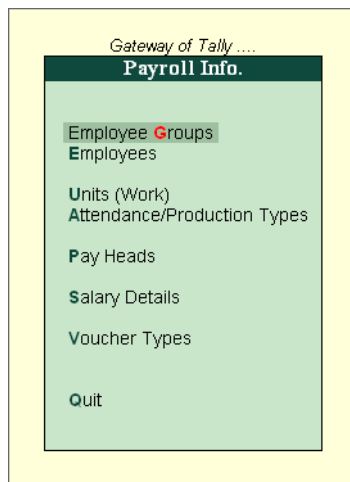 Gateway of Tally ....
Payroll Info.
Employee Groups
Employees
Units (Work)
Attendance/Production Types
Pay Heads
Salary Details
Voucher Types
Quit